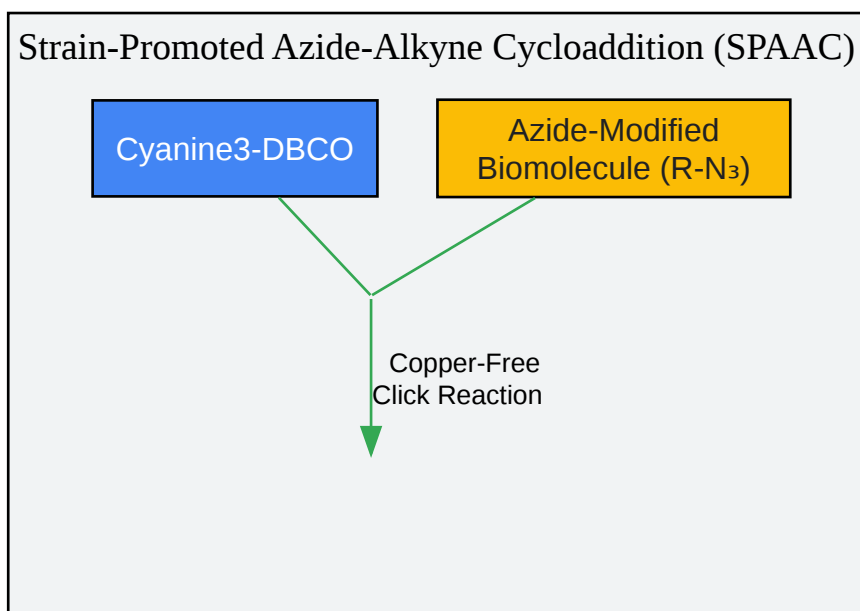 Strain-Promoted Azide-Alkyne Cycloaddition (SPAAC)
Cyanine3-DBCO
Azide-Modified
Biomolecule (R-N₃)
Copper-Free
Click Reaction